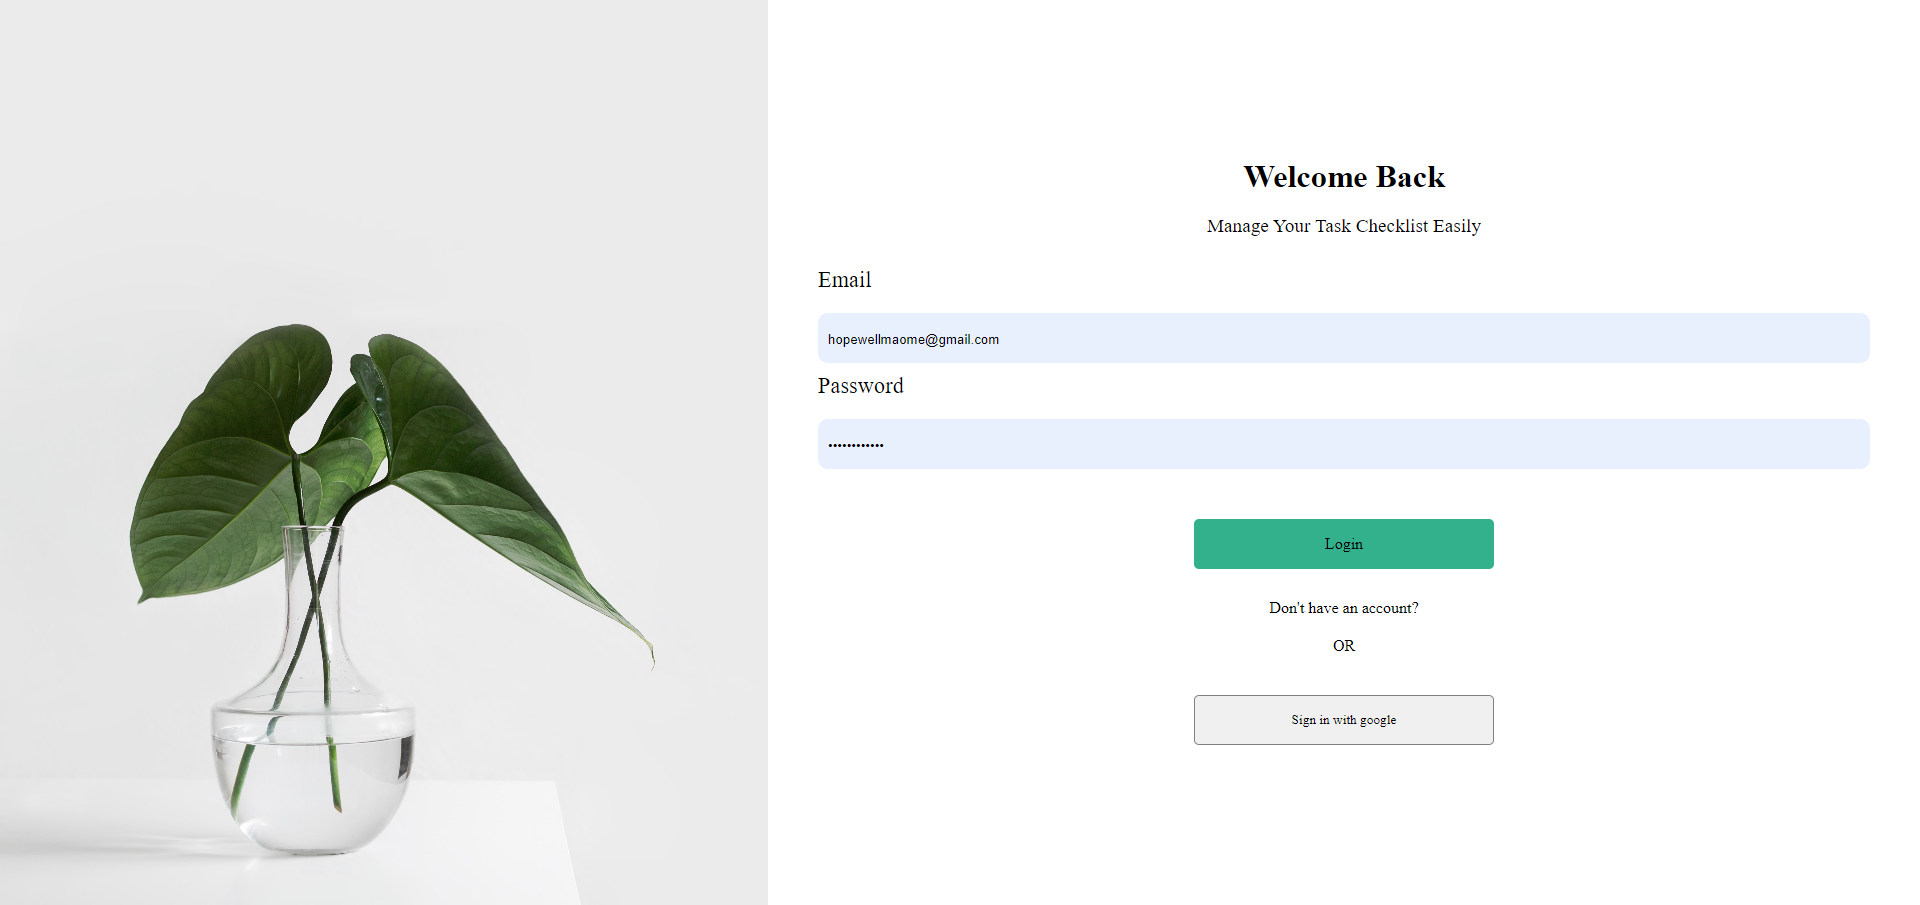 Welcome Back
Manage Your Task Checklist Easily
Email
hopewellmaome@gmail.com
Password
••••••••••••
Login
Don't have an account?
OR
Sign in with google